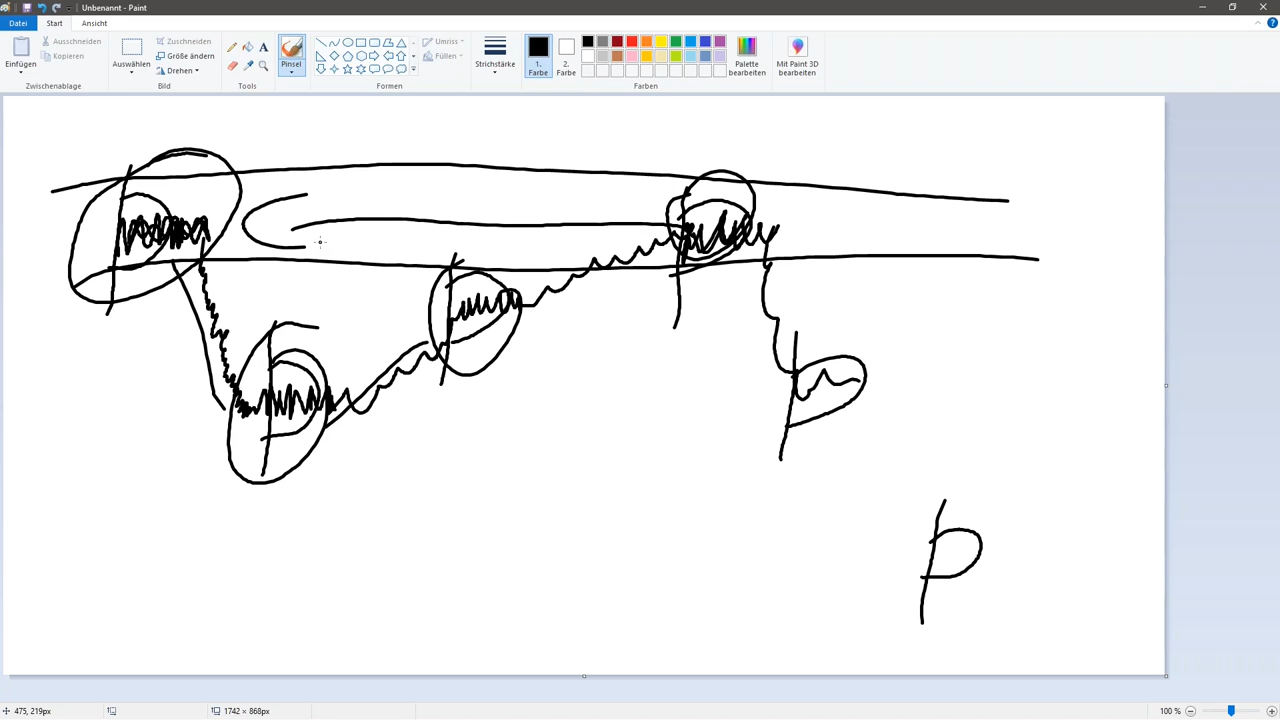 Unbenannt - Paint
Datei Start Ansicht
Einfügen
Ausschneiden
Kopieren
Zwischenablage
Auswählen
Zuschneiden
Größe ändern
Drehen
Bild
A
Tools
Pinsel
Umriss
Füllen
Formen
Strichstärke
1. Farbe
2. Farbe
Palette bearbeiten
Mit Paint 3D bearbeiten
Farben
475, 219px
1742 × 868px
100 %